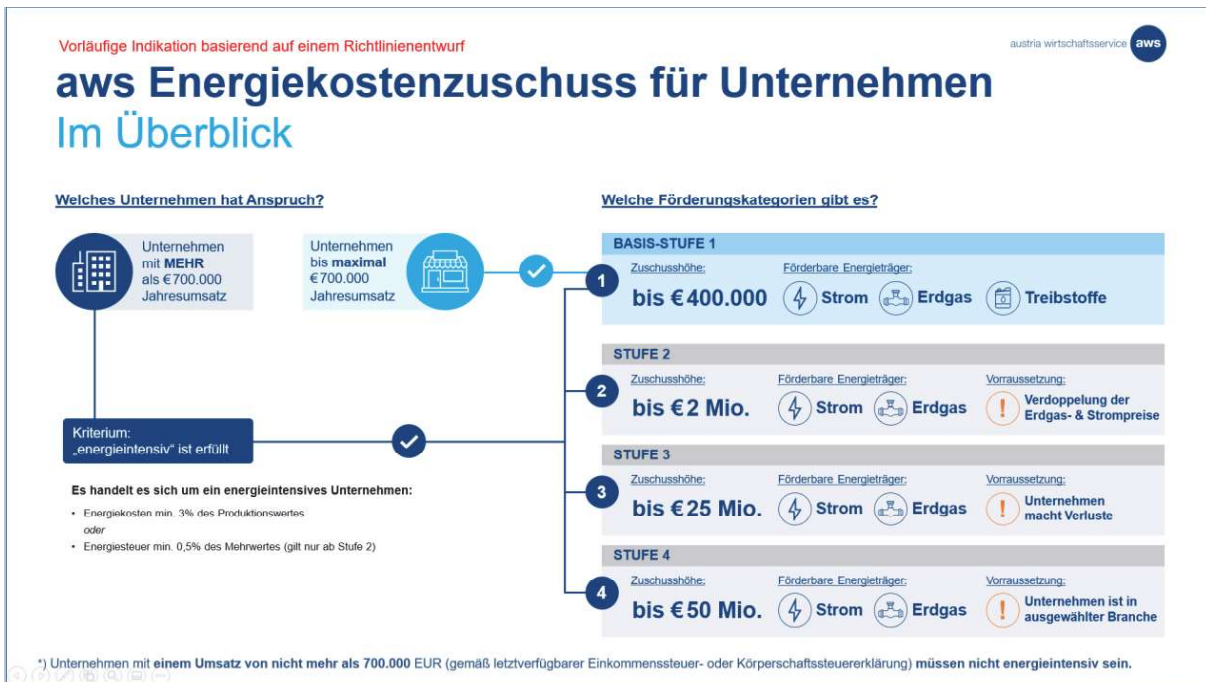 Vorläufige Indikation basierend auf einem Richtlinienentwurf
austria wirtschaftsservice aws
aws Energiekostenzuschuss für Unternehmen
Im Überblick
Welches Unternehmen hat Anspruch?
Unternehmen
mit MEHR
als €700.000
Jahresumsatz
Unternehmen
bis maximal
€700.000
Jahresumsatz
Kriterium:
„energieintensiv" ist erfüllt
Es handelt es sich um ein energieintensives Unternehmen:
• Energiekosten min. 3% des Produktionswertes
oder
• Energiesteuer min. 0,5% des Mehrwertes (gilt nur ab Stufe 2)
Welche Förderungskategorien gibt es?
BASIS-STUFE 1
1
Zuschusshöhe: Förderbare Energieträger:
bis €400.000 Strom Erdgas Treibstoffe
STUFE 2
2
Zuschusshöhe: Förderbare Energieträger: Vorraussetzung:
bis €2 Mio. Strom Erdgas ! Verdoppelung der
Erdgas- & Strompreise
STUFE 3
3
Zuschusshöhe: Förderbare Energieträger: Vorraussetzung:
bis €25 Mio. Strom Erdgas ! Unternehmen
macht Verluste
STUFE 4
4
Zuschusshöhe: Förderbare Energieträger: Vorraussetzung:
bis €50 Mio. Strom Erdgas ! Unternehmen ist in
ausgewählter Branche
*) Unternehmen mit einem Umsatz von nicht mehr als 700.000 EUR (gemäß letztverfügbarer Einkommenssteuer- oder Körperschaftssteuererklärung) müssen nicht energieintensiv sein.